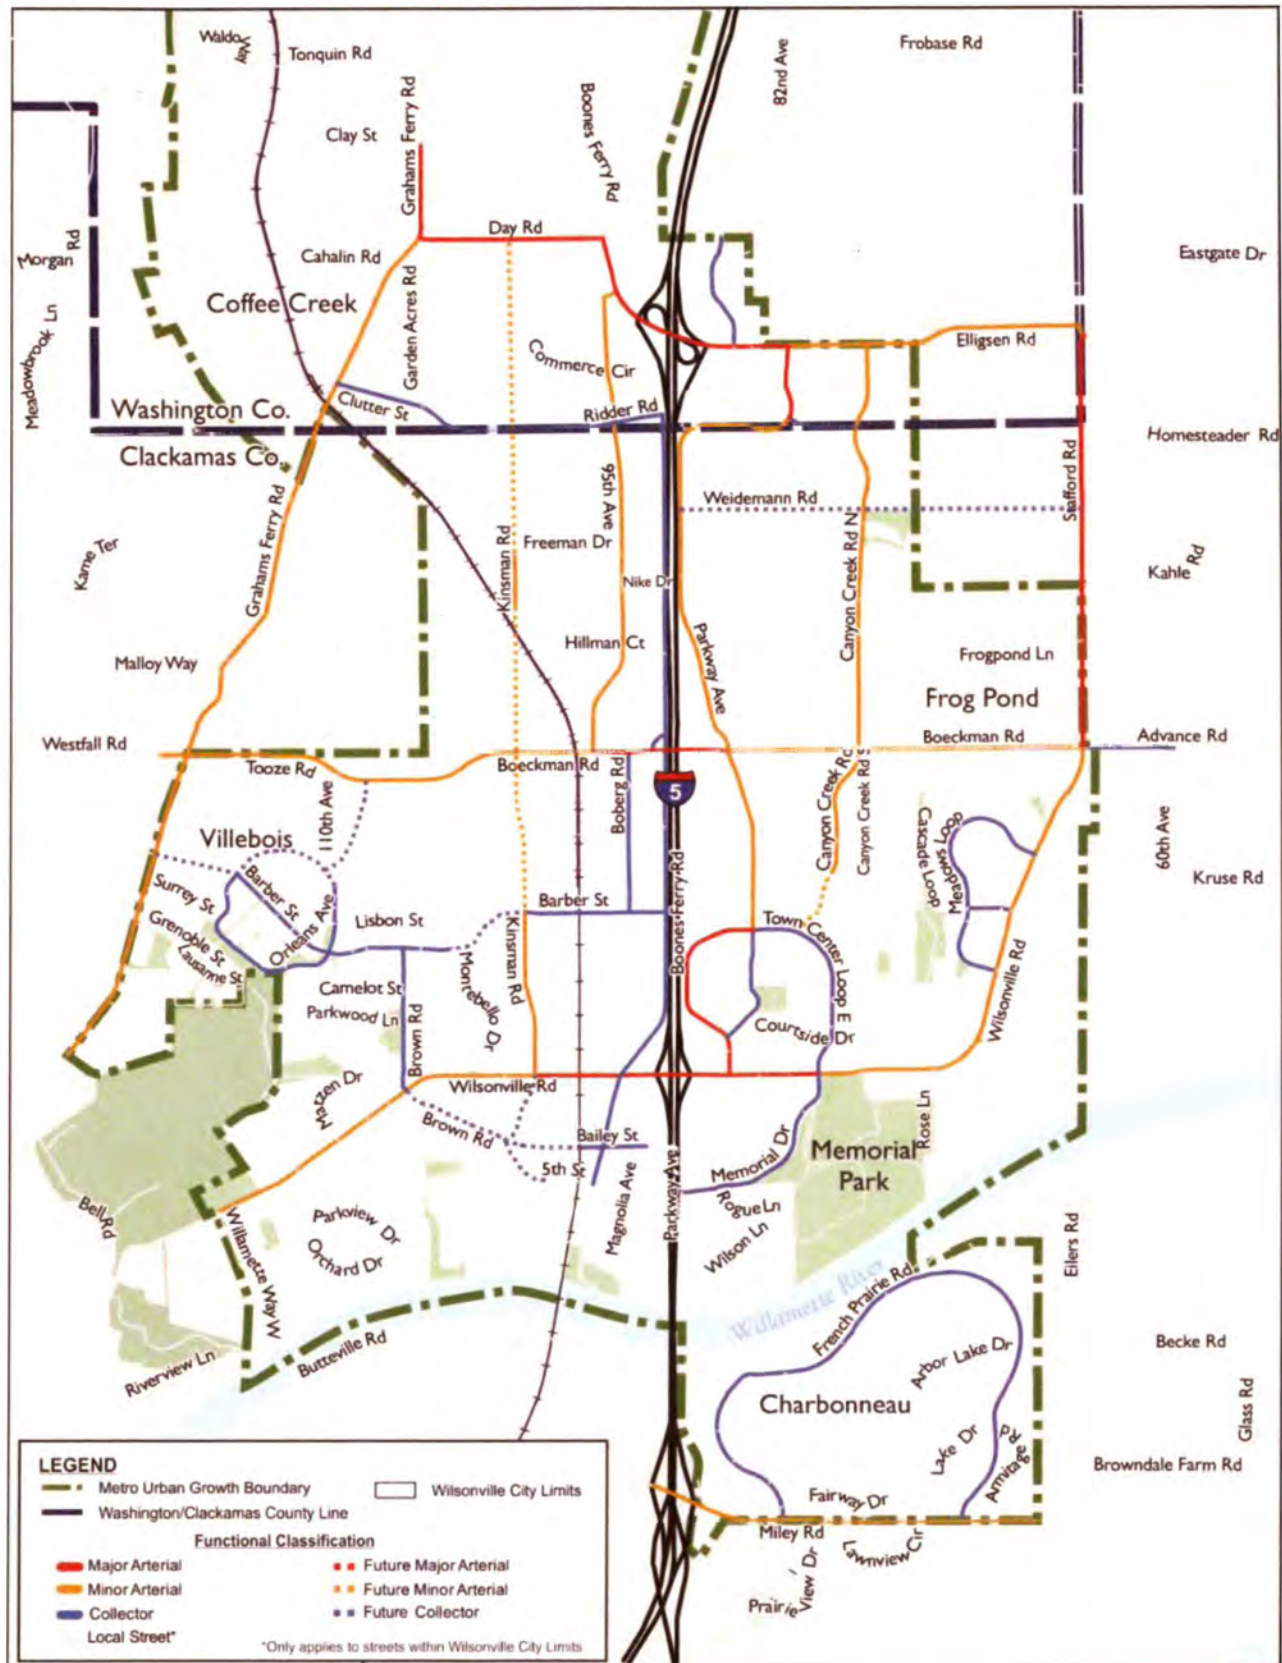 Waldo Way
Tonquin Rd
Frobase Rd
82nd Ave
Boones Ferry Rd
Grahams Ferry Rd
Clay St
Day Rd
Morgan Rd
Cahalin Rd
Eastgate Dr
Coffee Creek
Garden Acres Rd
Meadowbrook Ln
Elligsen Rd
Commerce Cir
Clutter St
Washington Co.
Ridder Rd
Homesteader Rd
Clackamas Co.
Stafford Rd
95th Ave
Weidemann Rd
Grahams Ferry Rd
Kinsman Rd
Freeman Dr
Canyon Creek Rd N
Kame Ter
Nike Dr
Kahle Rd
Hillman Ct
Parkway Ave
Malloy Way
Frogpond Ln
Frog Pond
Westfall Rd
Boeckman Rd
Advance Rd
Tooze Rd
Boeckman Rd
110th Ave
Boberg Rd
5
Canyon Creek Rd
Canyon Creek Rd S
Cascade Loop
Meadows Loop
60th Ave
Villebois
Kruse Rd
Surrey St
Barber St
Boones Ferry Rd
Barber St
Grenoble St
Orleans Ave
Lisbon St
Town Center Loop E
Lausanne St
Kinsman Rd
Camelot St
Montebello Dr
Wilsonville Rd
Parkwood Ln
Courtside Dr
Brown Rd
Wilsonville Rd
Matzen Dr
Rose Ln
Brown Rd
Bailey St
Memorial Dr
Memorial
Park
5th St
Bell Rd
Magnolia Ave
Parkway Ave
Rogue Ln
Parkview Dr
Wilson Ln
Orchard Dr
Willamette Way W
Eilers Rd
Willamette River
French Prairie Rd
Riverview Ln
Butteville Rd
Arbor Lake Dr
Becke Rd
Glass Rd
Charbonneau
Lake Dr
Armitage Rd
Browndale Farm Rd
Fairway Dr
Miley Rd
Lawnview Cir
Prairie View Dr
LEGEND
Metro Urban Growth Boundary
Wilsonville City Limits
Washington/Clackamas County Line
Functional Classification
Major Arterial
Future Major Arterial
Minor Arterial
Future Minor Arterial
Collector
Future Collector
Local Street*
*Only applies to streets within Wilsonville City Limits